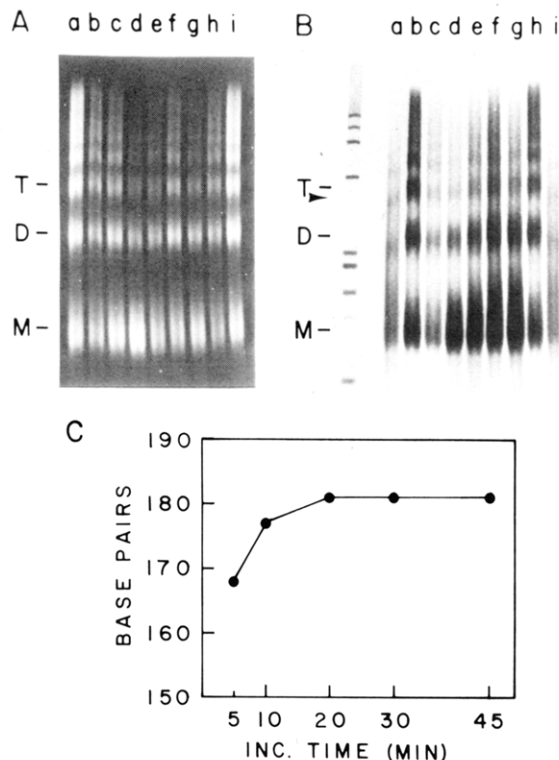 A
a b c d e f g h i
T
D
M
B
a b c d e f g h i
T
D
M
C
190
180
170
160
150
BASE PAIRS
5 10 20 30 45
INC. TIME (MIN)